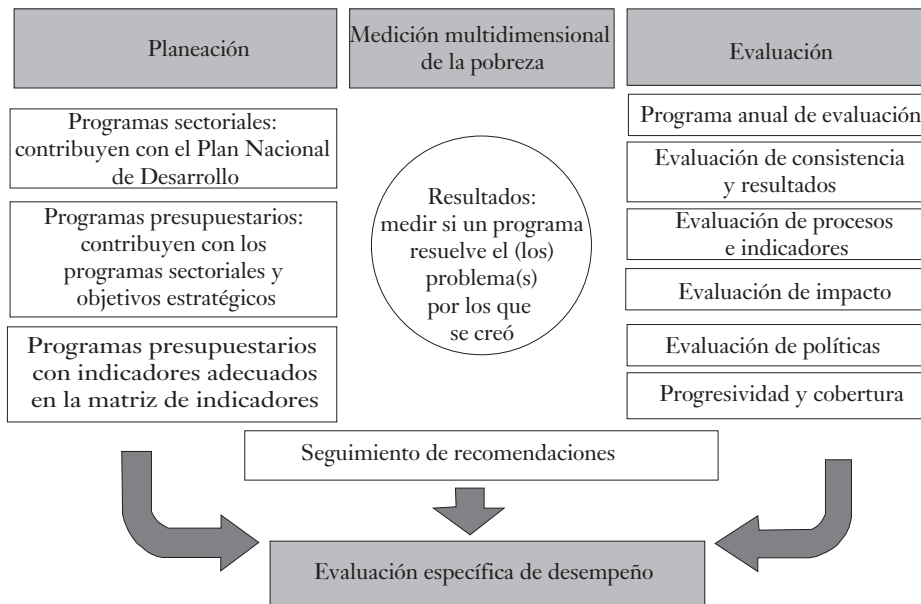 Planeación
Medición multidimensional
de la pobreza
Evaluación
Programas sectoriales:
contribuyen con el Plan Nacional
de Desarrollo
Programas presupuestarios:
contribuyen con los
programas sectoriales y
objetivos estratégicos
Programas presupuestarios
con indicadores adecuados
en la matriz de indicadores
Resultados:
medir si un programa
resuelve el (los)
problema(s)
por los que
se creó
Programa anual de evaluación
Evaluación de consistencia
y resultados
Evaluación de procesos
e indicadores
Evaluación de impacto
Evaluación de políticas
Progresividad y cobertura
Seguimiento de recomendaciones
Evaluación específica de desempeño